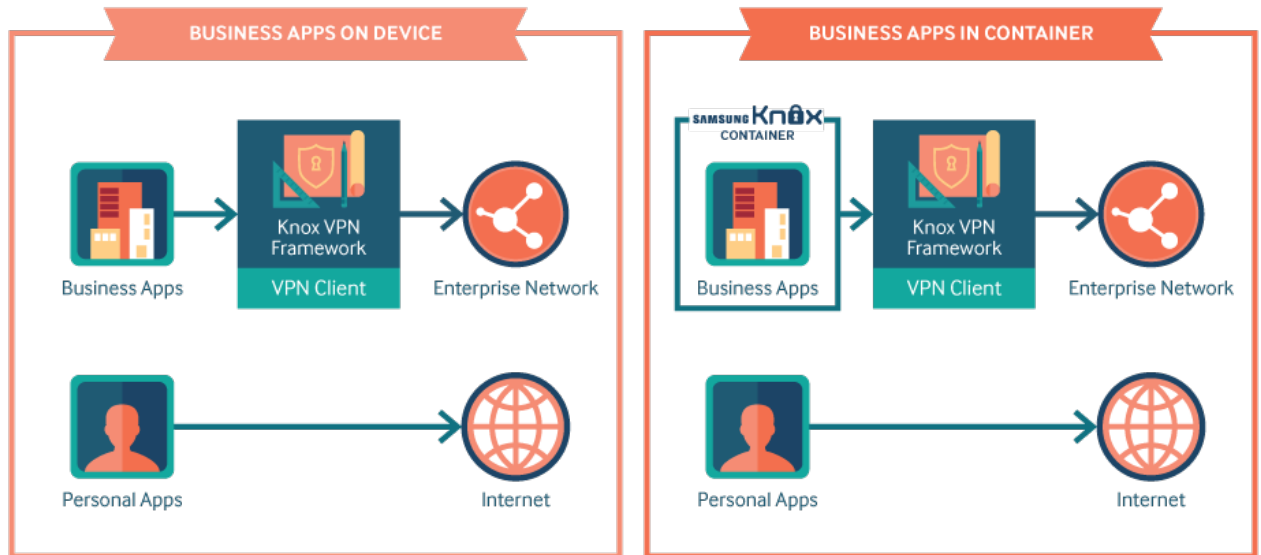 BUSINESS APPS ON DEVICE
Knox VPN
Framework
VPN Client
Business Apps
Enterprise Network
Personal Apps
Internet
BUSINESS APPS IN CONTAINER
SAMSUNG Knox
CONTAINER
Knox VPN
Framework
VPN Client
Business Apps
Enterprise Network
Personal Apps
Internet